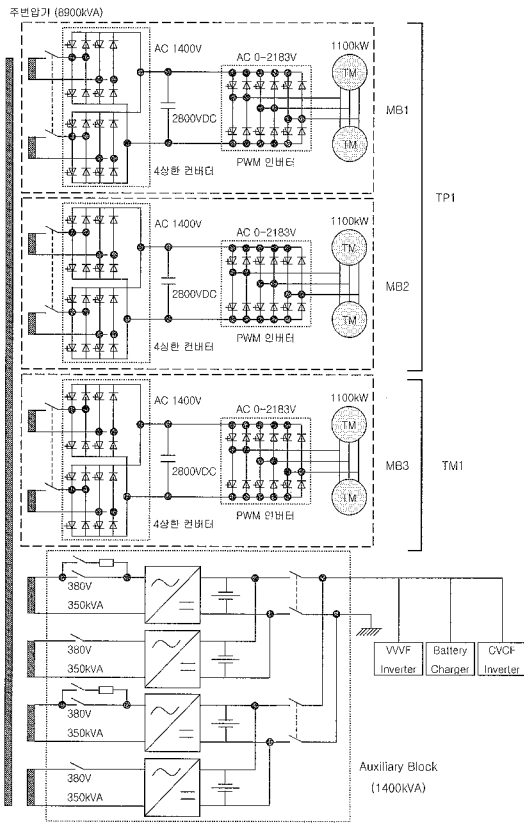 주변압기 (8900kVA)
AC 1400V
AC 0-2183V
1100kW
TM
2800VDC
TM
4상한 컨버터
PWM 인버터
MB1
TP1
AC 1400V
AC 0-2183V
1100kW
TM
2800VDC
TM
4상한 컨버터
PWM 인버터
MB2
AC 1400V
AC 0-2183V
1100kW
TM
2800VDC
TM
4상한 컨버터
PWM 인버터
MB3
TM1
380V
350kVA
380V
350kVA
380V
350kVA
380V
350kVA
VVVF
Inverter
Battery
Charger
CVCF
Inverter
Auxiliary Block
(1400kVA)